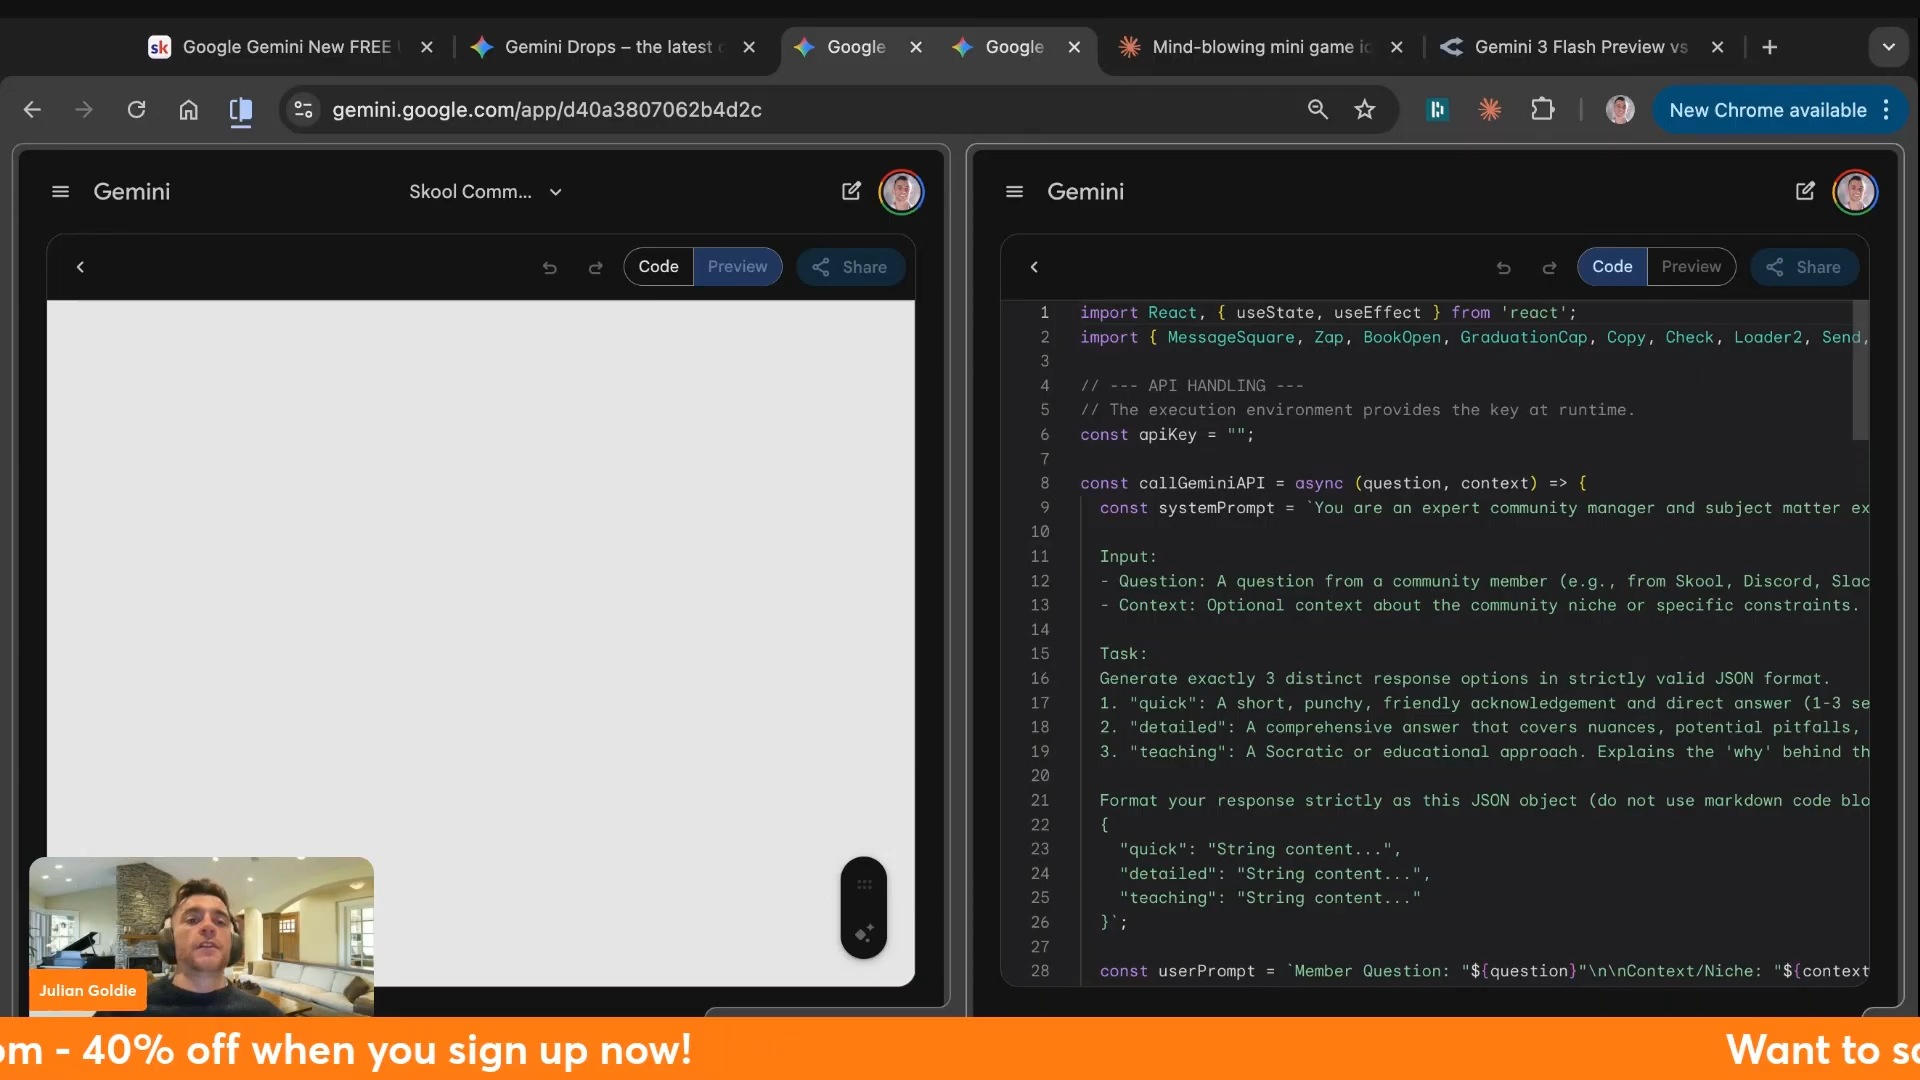 sk Google Gemini New FREE
Gemini Drops – the latest
Google
Google
Mind-blowing mini game
Gemini 3 Flash Preview vs
gemini.google.com/app/d40a3807062b4d2c
New Chrome available
Gemini
Skool Comm...
Code
Preview
Share
Gemini
Code
Preview
Share
1 import React, { useState, useEffect } from 'react';
2 import { MessageSquare, Zap, BookOpen, GraduationCap, Copy, Check, Loader2, Send,
3
4 // --- API HANDLING ---
5 // The execution environment provides the key at runtime.
6 const apiKey = "";
7
8 const callGeminiAPI = async (question, context) => {
9 const systemPrompt = `You are an expert community manager and subject matter ex
10
11 Input:
12 - Question: A question from a community member (e.g., from Skool, Discord, Slac
13 - Context: Optional context about the community niche or specific constraints.
14
15 Task:
16 Generate exactly 3 distinct response options in strictly valid JSON format.
17 1. "quick": A short, punchy, friendly acknowledgement and direct answer (1-3 se
18 2. "detailed": A comprehensive answer that covers nuances, potential pitfalls,
19 3. "teaching": A Socratic or educational approach. Explains the 'why' behind th
20
21 Format your response strictly as this JSON object (do not use markdown code blo
22 {
23 "quick": "String content...",
24 "detailed": "String content...",
25 "teaching": "String content..."
26 }`;
27
28 const userPrompt = `Member Question: "${question}"\n\nContext/Niche: "${context
Julian Goldie
om - 40% off when you sign up now!
Want to sc